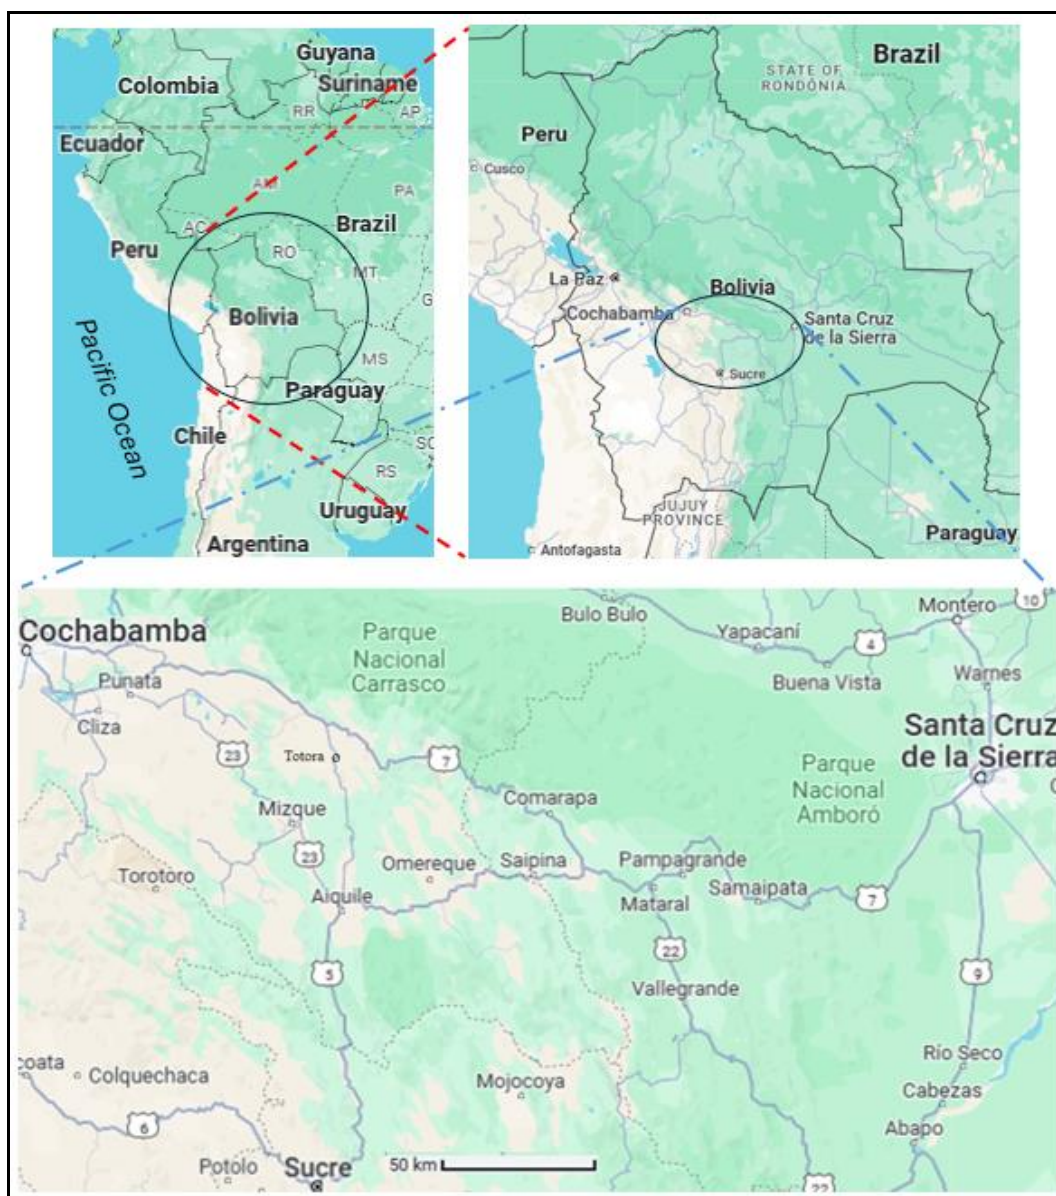 Guyana
Colombia
Suriname
RR
AP
Ecuador
AM
PA
AC
Brazil
Peru
RO
MT
G
Bolivia
MS
Paraguay
Pacific Ocean
Chile
SC
RS
Uruguay
Argentina
Brazil
STATE OF
RONDÔNIA
Peru
Cusco
La Paz
Bolivia
Cochabamba
Santa Cruz
de la Sierra
Sucre
JUJUY
PROVINCE
Paraguay
Antofagasta
Bulo Bulo
Montero
10
Cochabamba
Parque
Nacional
Carrasco
Yapacaní
4
Buena Vista
Warnes
Punata
Cliza
Santa Cruz
de la Sierra
23
Totora
7
Parque
Nacional
Amboró
Comarapa
Mizque
23
Omereque
Saipina
Pampagrande
Torotoro
Aiquile
Mataral
Samaipata
7
22
5
Vallegrande
9
Río Seco
coata
Colquechaca
Mojocoya
Cabezas
6
Abapo
Potolo
Sucre
50 km
22